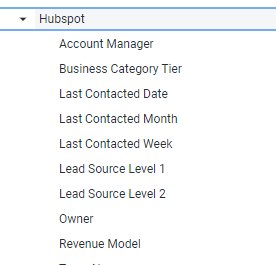 Hubspot
Account Manager
Business Category Tier
Last Contacted Date
Last Contacted Month
Last Contacted Week
Lead Source Level 1
Lead Source Level 2
Owner
Revenue Model